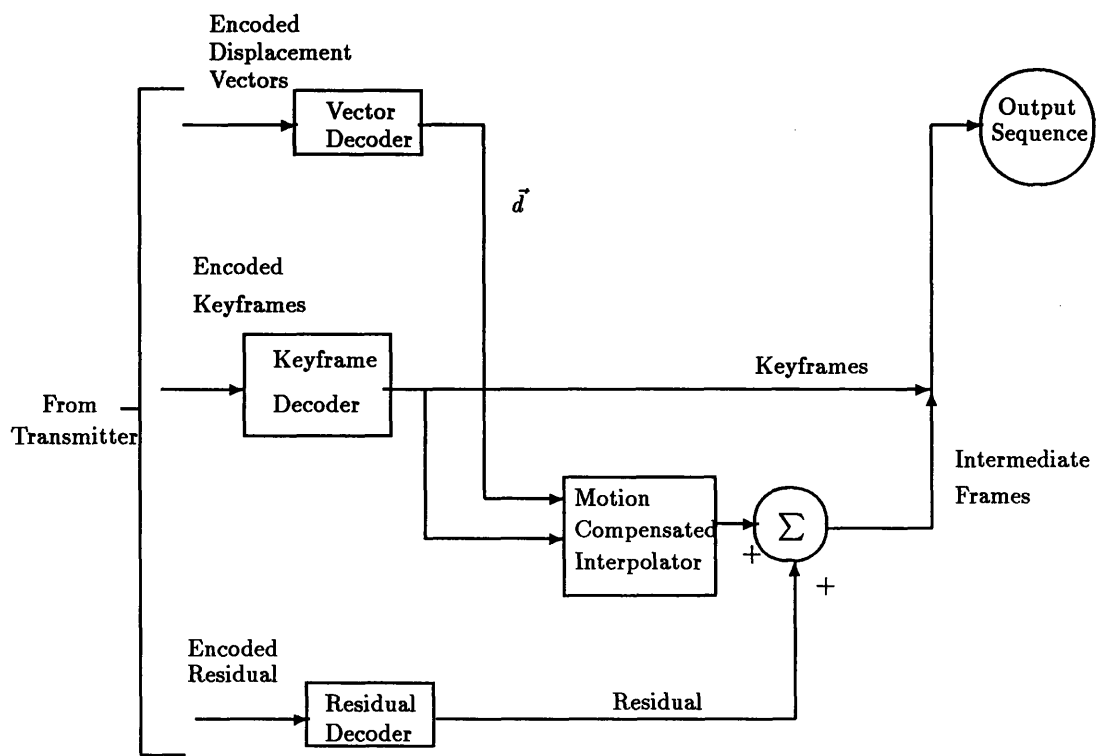 Encoded
Displacement
Vectors
Vector
Decoder
Output
Sequence
d⃗
Encoded
Keyframes
Keyframe
Decoder
Keyframes
From
Transmitter
Motion
Compensated
Interpolator
Σ
+
+
Intermediate
Frames
Encoded
Residual
Residual
Decoder
Residual